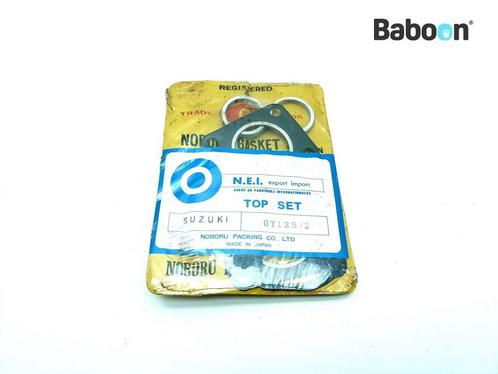 Baboon
REGISTERED
TRADE
NOBORU GASKET
N.E.I. export import
AGENT DE FABRIQUES INTERNATIONALES
TOP SET
SUZUKI GT125/2
NOBORU PACKING CO., LTD
MADE IN JAPAN
NOBORU